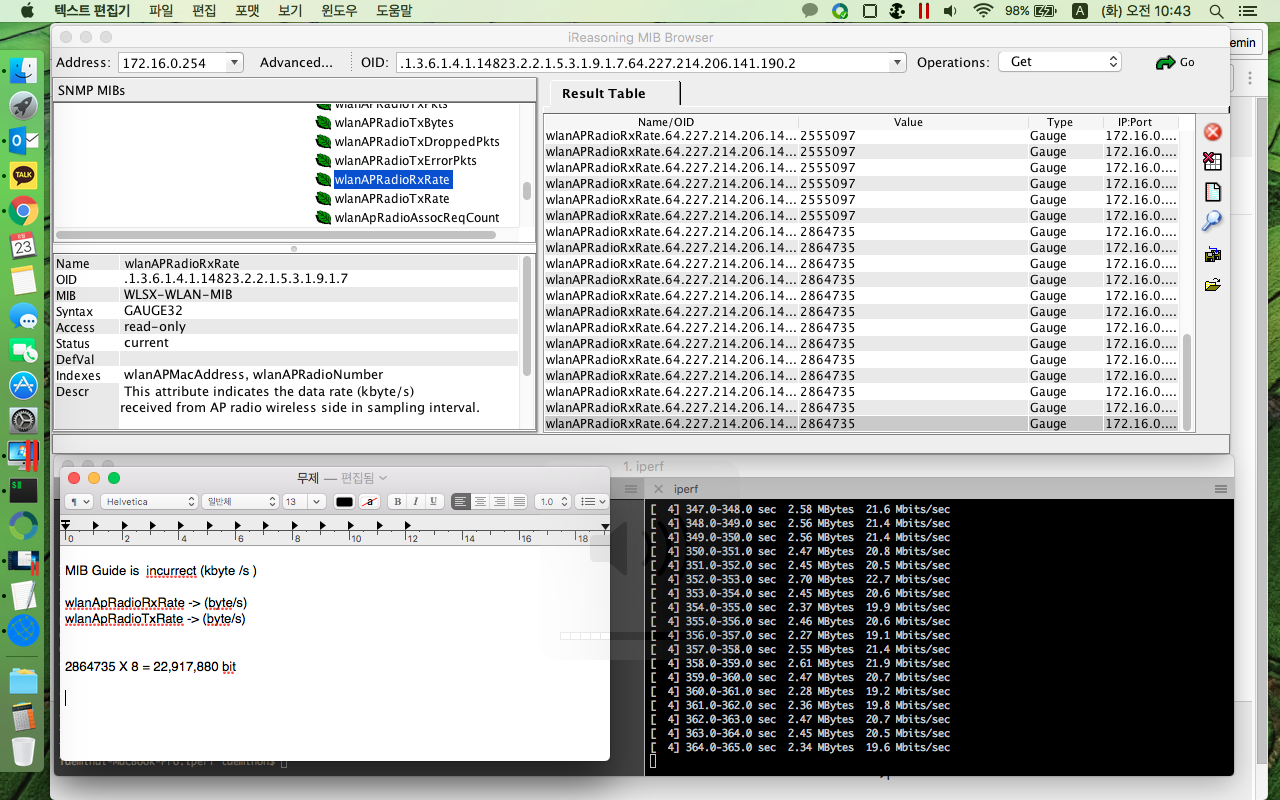 텍스트 편집기 파일 편집 포맷 보기 윈도우 도움말 98% A (화) 오전 10:43
iReasoning MIB Browser
emin
Address: 172.16.0.254 Advanced... OID: .1.3.6.1.4.1.14823.2.2.1.5.3.1.9.1.7.64.227.214.206.141.190.2 Operations: Get Go
SNMP MIBs
wlanAPRadioTxPkts
wlanAPRadioTxBytes
wlanAPRadioTxDroppedPkts
wlanAPRadioTxErrorPkts
wlanAPRadioRxRate
wlanAPRadioTxRate
wlanApRadioAssocReqCount
Name wlanAPRadioRxRate
OID .1.3.6.1.4.1.14823.2.2.1.5.3.1.9.1.7
MIB WLSX-WLAN-MIB
Syntax GAUGE32
Access read-only
Status current
DefVal
Indexes wlanAPMacAddress, wlanAPRadioNumber
Descr This attribute indicates the data rate (kbyte/s)
received from AP radio wireless side in sampling interval.
Result Table
Name/OID Value Type IP:Port
wlanAPRadioRxRate.64.227.214.206.14... 2555097 Gauge 172.16.0....
wlanAPRadioRxRate.64.227.214.206.14... 2555097 Gauge 172.16.0....
wlanAPRadioRxRate.64.227.214.206.14... 2555097 Gauge 172.16.0....
wlanAPRadioRxRate.64.227.214.206.14... 2555097 Gauge 172.16.0....
wlanAPRadioRxRate.64.227.214.206.14... 2555097 Gauge 172.16.0....
wlanAPRadioRxRate.64.227.214.206.14... 2555097 Gauge 172.16.0....
wlanAPRadioRxRate.64.227.214.206.14... 2864735 Gauge 172.16.0....
wlanAPRadioRxRate.64.227.214.206.14... 2864735 Gauge 172.16.0....
wlanAPRadioRxRate.64.227.214.206.14... 2864735 Gauge 172.16.0....
wlanAPRadioRxRate.64.227.214.206.14... 2864735 Gauge 172.16.0....
wlanAPRadioRxRate.64.227.214.206.14... 2864735 Gauge 172.16.0....
wlanAPRadioRxRate.64.227.214.206.14... 2864735 Gauge 172.16.0....
wlanAPRadioRxRate.64.227.214.206.14... 2864735 Gauge 172.16.0....
wlanAPRadioRxRate.64.227.214.206.14... 2864735 Gauge 172.16.0....
wlanAPRadioRxRate.64.227.214.206.14... 2864735 Gauge 172.16.0....
wlanAPRadioRxRate.64.227.214.206.14... 2864735 Gauge 172.16.0....
wlanAPRadioRxRate.64.227.214.206.14... 2864735 Gauge 172.16.0....
wlanAPRadioRxRate.64.227.214.206.14... 2864735 Gauge 172.16.0....
wlanAPRadioRxRate.64.227.214.206.14... 2864735 Gauge 172.16.0....
TALK
23
무제 — 편집됨
¶ Helvetica 일반체 13 a B I U 1.0
0 2 4 6 8 10 12 14 16 18
MIB Guide is incurrect (kbyte /s )
wlanApRadioRxRate -> (byte/s)
wlanApRadioTxRate -> (byte/s)
2864735 X 8 = 22,917,880 bit
1. iperf
iperf
[ 4] 347.0-348.0 sec 2.58 MBytes 21.6 Mbits/sec
[ 4] 348.0-349.0 sec 2.56 MBytes 21.4 Mbits/sec
[ 4] 349.0-350.0 sec 2.56 MBytes 21.4 Mbits/sec
[ 4] 350.0-351.0 sec 2.47 MBytes 20.8 Mbits/sec
[ 4] 351.0-352.0 sec 2.45 MBytes 20.5 Mbits/sec
[ 4] 352.0-353.0 sec 2.70 MBytes 22.7 Mbits/sec
[ 4] 353.0-354.0 sec 2.45 MBytes 20.6 Mbits/sec
[ 4] 354.0-355.0 sec 2.37 MBytes 19.9 Mbits/sec
[ 4] 355.0-356.0 sec 2.46 MBytes 20.6 Mbits/sec
[ 4] 356.0-357.0 sec 2.27 MBytes 19.1 Mbits/sec
[ 4] 357.0-358.0 sec 2.55 MBytes 21.4 Mbits/sec
[ 4] 358.0-359.0 sec 2.61 MBytes 21.9 Mbits/sec
[ 4] 359.0-360.0 sec 2.47 MBytes 20.7 Mbits/sec
[ 4] 360.0-361.0 sec 2.28 MBytes 19.2 Mbits/sec
[ 4] 361.0-362.0 sec 2.36 MBytes 19.8 Mbits/sec
[ 4] 362.0-363.0 sec 2.47 MBytes 20.7 Mbits/sec
[ 4] 363.0-364.0 sec 2.45 MBytes 20.5 Mbits/sec
[ 4] 364.0-365.0 sec 2.34 MBytes 19.6 Mbits/sec